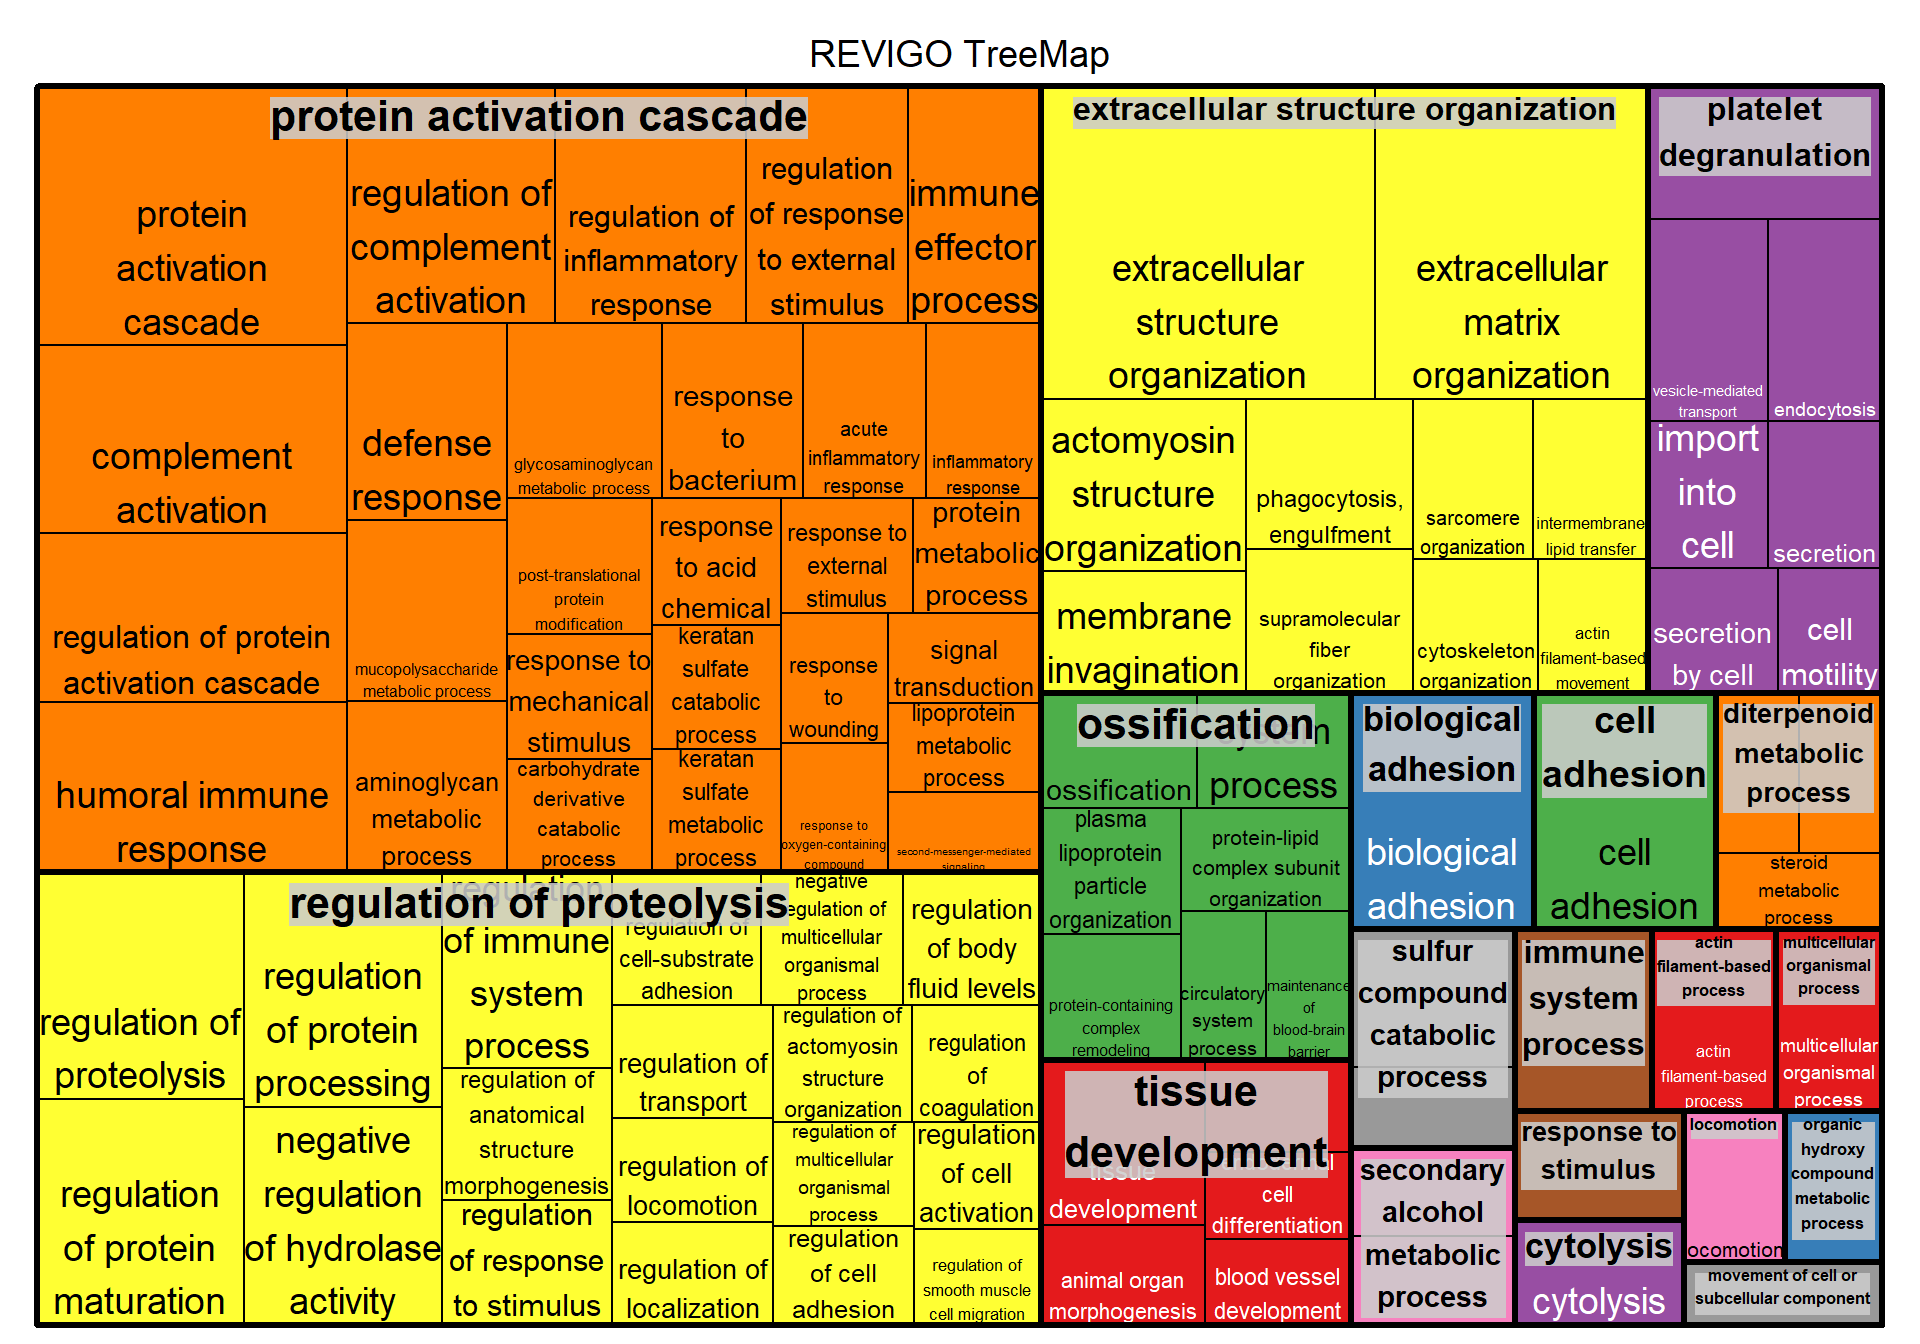 REVIGO TreeMap
protein activation cascade
protein
activation
cascade
regulation of
complement
activation
regulation of
inflammatory
response
regulation
of response
to external
stimulus
immune
effector
process
complement
activation
regulation of protein
activation cascade
humoral immune
response
defense
response
glycosaminoglycan
metabolic process
response
to
bacterium
acute
inflammatory
response
inflammatory
response
mucopolysaccharide
metabolic process
aminoglycan
metabolic
process
post-translational
protein
modification
response to
mechanical
stimulus
carbohydrate
derivative
catabolic
process
response
to acid
chemical
keratan
sulfate
catabolic
process
keratan
sulfate
metabolic
process
response to
external
stimulus
protein
metabolic
process
response
to
wounding
signal
transduction
lipoprotein
metabolic
process
response to
oxygen-containing
compound
second-messenger-mediated
signaling
extracellular structure organization
extracellular
structure
organization
extracellular
matrix
organization
actomyosin
structure
organization
membrane
invagination
phagocytosis,
engulfment
sarcomere
organization
intermembrane
lipid transfer
supramolecular
fiber
organization
cytoskeleton
organization
actin
filament-based
movement
platelet
degranulation
vesicle-mediated
transport
endocytosis
import
into
cell
secretion
secretion
by cell
cell
motility
regulation of proteolysis
regulation of
proteolysis
regulation
of protein
maturation
regulation
of protein
processing
negative
regulation
of hydrolase
activity
regulation
of immune
system
process
regulation of
anatomical
structure
morphogenesis
regulation
of response
to stimulus
regulation of
cell-substrate
adhesion
negative
regulation of
multicellular
organismal
process
regulation
of body
fluid levels
regulation of
transport
regulation of
locomotion
regulation of
localization
regulation of
actomyosin
structure
organization
regulation
of
coagulation
regulation of
multicellular
organismal
process
regulation
of cell
activation
regulation
of cell
adhesion
regulation of
smooth muscle
cell migration
ossification
ossification
system
process
plasma
lipoprotein
particle
organization
protein-lipid
complex subunit
organization
protein-containing
complex
remodeling
circulatory
system
process
maintenance
of
blood-brain
barrier
tissue
development
tissue
development
cell
differentiation
animal organ
morphogenesis
blood vessel
development
biological
adhesion
biological
adhesion
cell
adhesion
cell
adhesion
diterpenoid
metabolic
process
steroid
metabolic
process
sulfur
compound
catabolic
process
immune
system
process
actin
filament-based
process
actin
filament-based
process
multicellular
organismal
process
multicellular
organismal
process
secondary
alcohol
metabolic
process
response to
stimulus
cytolysis
cytolysis
locomotion
locomotion
organic
hydroxy
compound
metabolic
process
movement of cell or
subcellular component